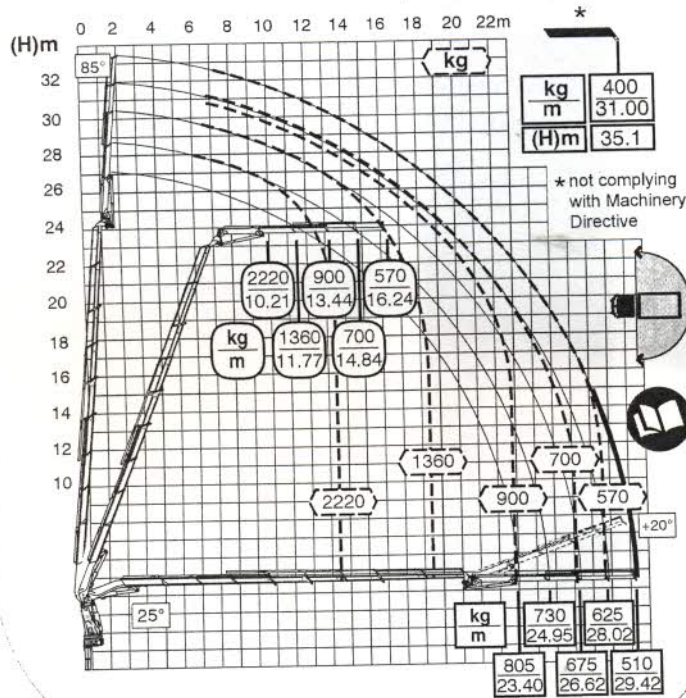 0 2 4 6 8 10 12 14 16 18 20 22m
(H)m
85°
kg
*
32
30
28
26
24
22
20
18
16
14
12
10
kg 400
m 31.00
(H)m 35.1
* not complying
with Machinery
Directive
2220 900 570
10.21 13.44 16.24
kg 1360 700
m 11.77 14.84
1360
700
2220
900
570
+20°
25°
kg 730 625
m 24.95 28.02
805 675 510
23.40 26.62 29.42